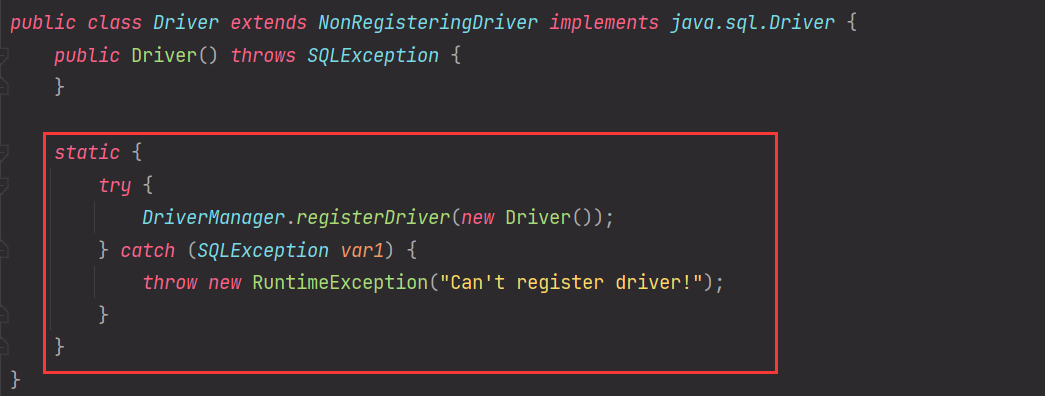 public class Driver extends NonRegisteringDriver implements java.sql.Driver {
    public Driver() throws SQLException {
    }
    static {
        try {
            DriverManager.registerDriver(new Driver());
        } catch (SQLException var1) {
            throw new RuntimeException("Can't register driver!");
        }
    }
}